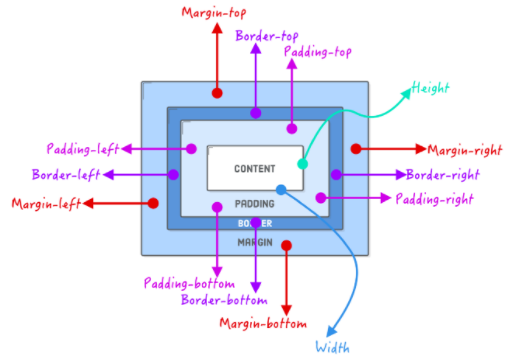 Margin-top
Border-top
Padding-top
Height
Padding-left
Margin-right
CONTENT
Border-left
Border-right
Padding-right
Margin-left
PADDING
BORDER
MARGIN
Padding-bottom
Border-bottom
Margin-bottom
Width